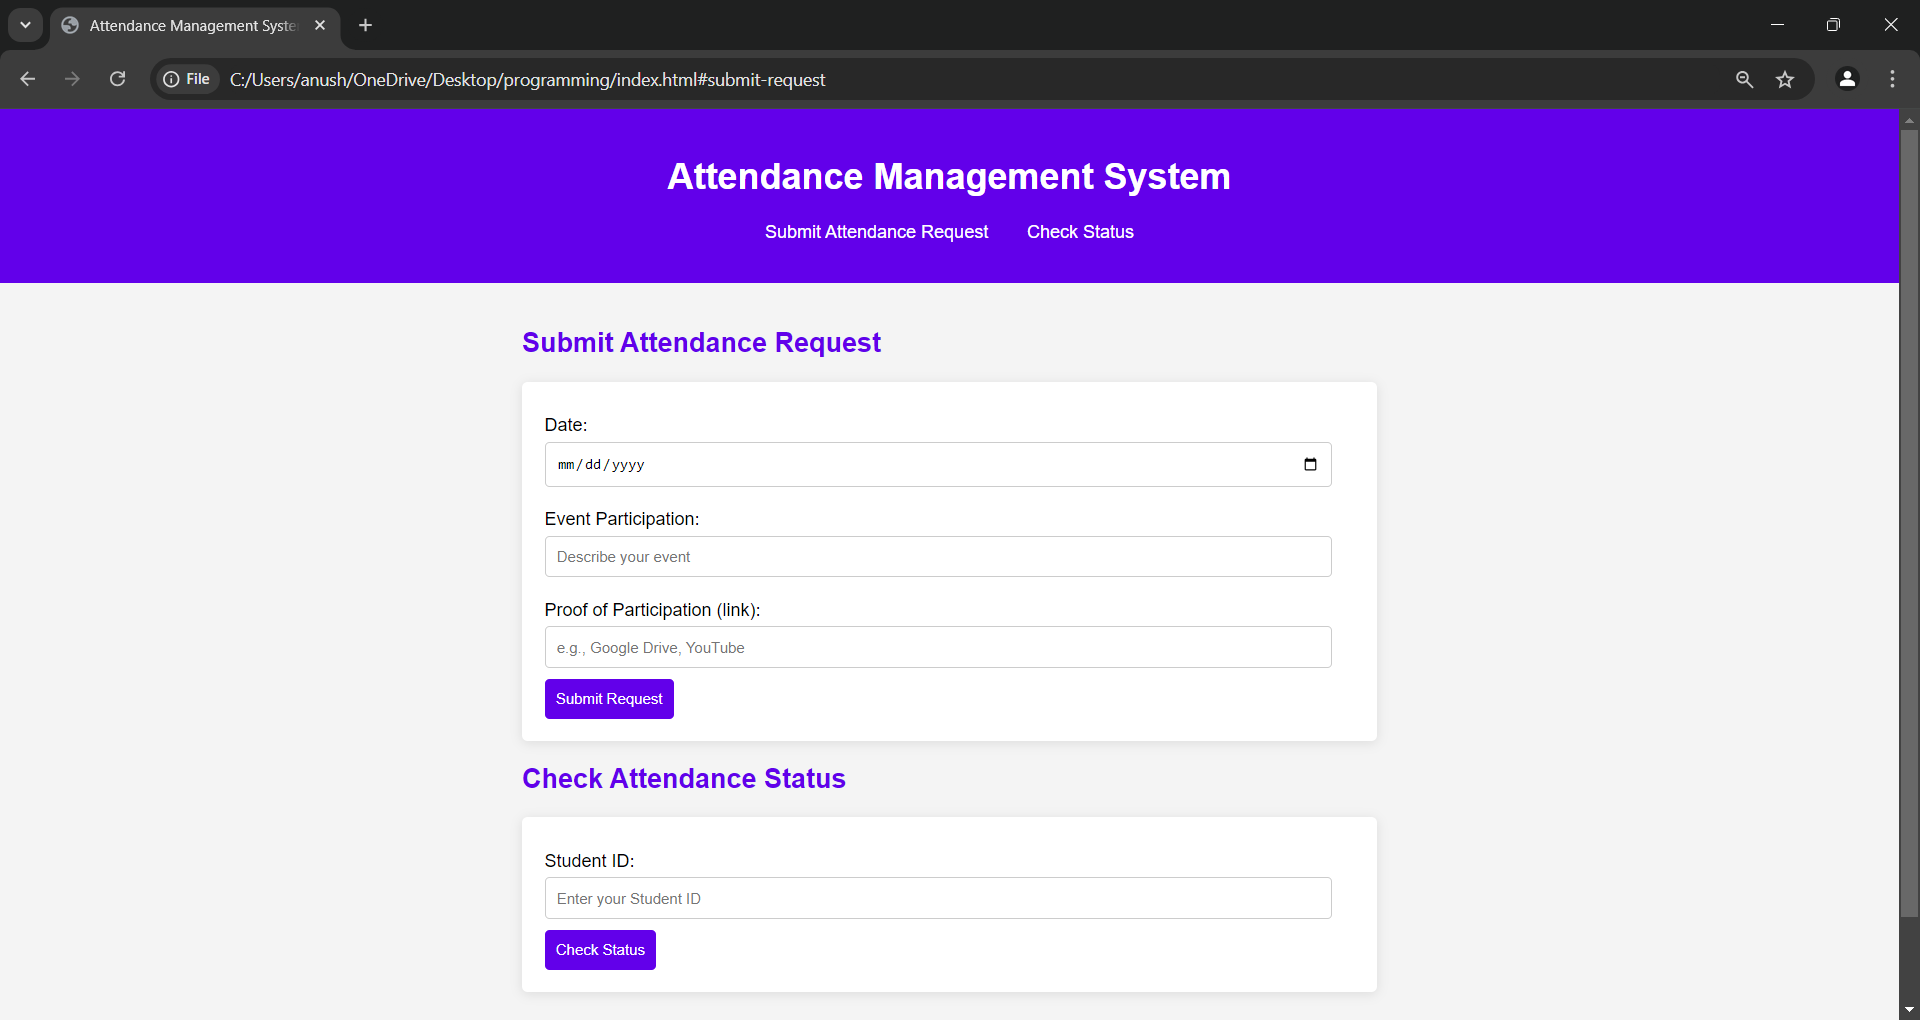 Attendance Management Syste
File C:/Users/anush/OneDrive/Desktop/programming/index.html#submit-request
Attendance Management System
Submit Attendance Request Check Status
Submit Attendance Request
Date:
mm/dd/yyyy
Event Participation:
Describe your event
Proof of Participation (link):
e.g., Google Drive, YouTube
Submit Request
Check Attendance Status
Student ID:
Enter your Student ID
Check Status